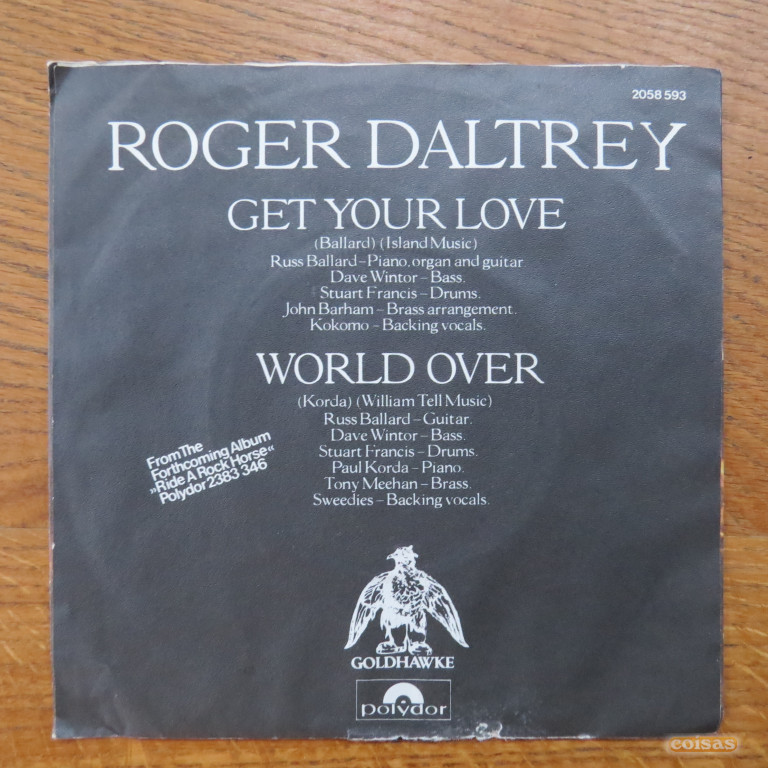 2058 593
ROGER DALTREY
GET YOUR LOVE
(Ballard) (Island Music)
Russ Ballard – Piano, organ and guitar
Dave Wintor – Bass.
Stuart Francis – Drums.
John Barham – Brass arrangement.
Kokomo – Backing vocals.
WORLD OVER
(Korda) (William Tell Music)
Russ Ballard – Guitar.
Dave Wintor – Bass.
Stuart Francis – Drums.
Paul Korda – Piano.
Tony Meehan – Brass.
Sweedies – Backing vocals.
From The
Forthcoming Album
»Ride A Rock Horse«
Polydor 2383 346
GOLDHAWKE
polydor
coisas